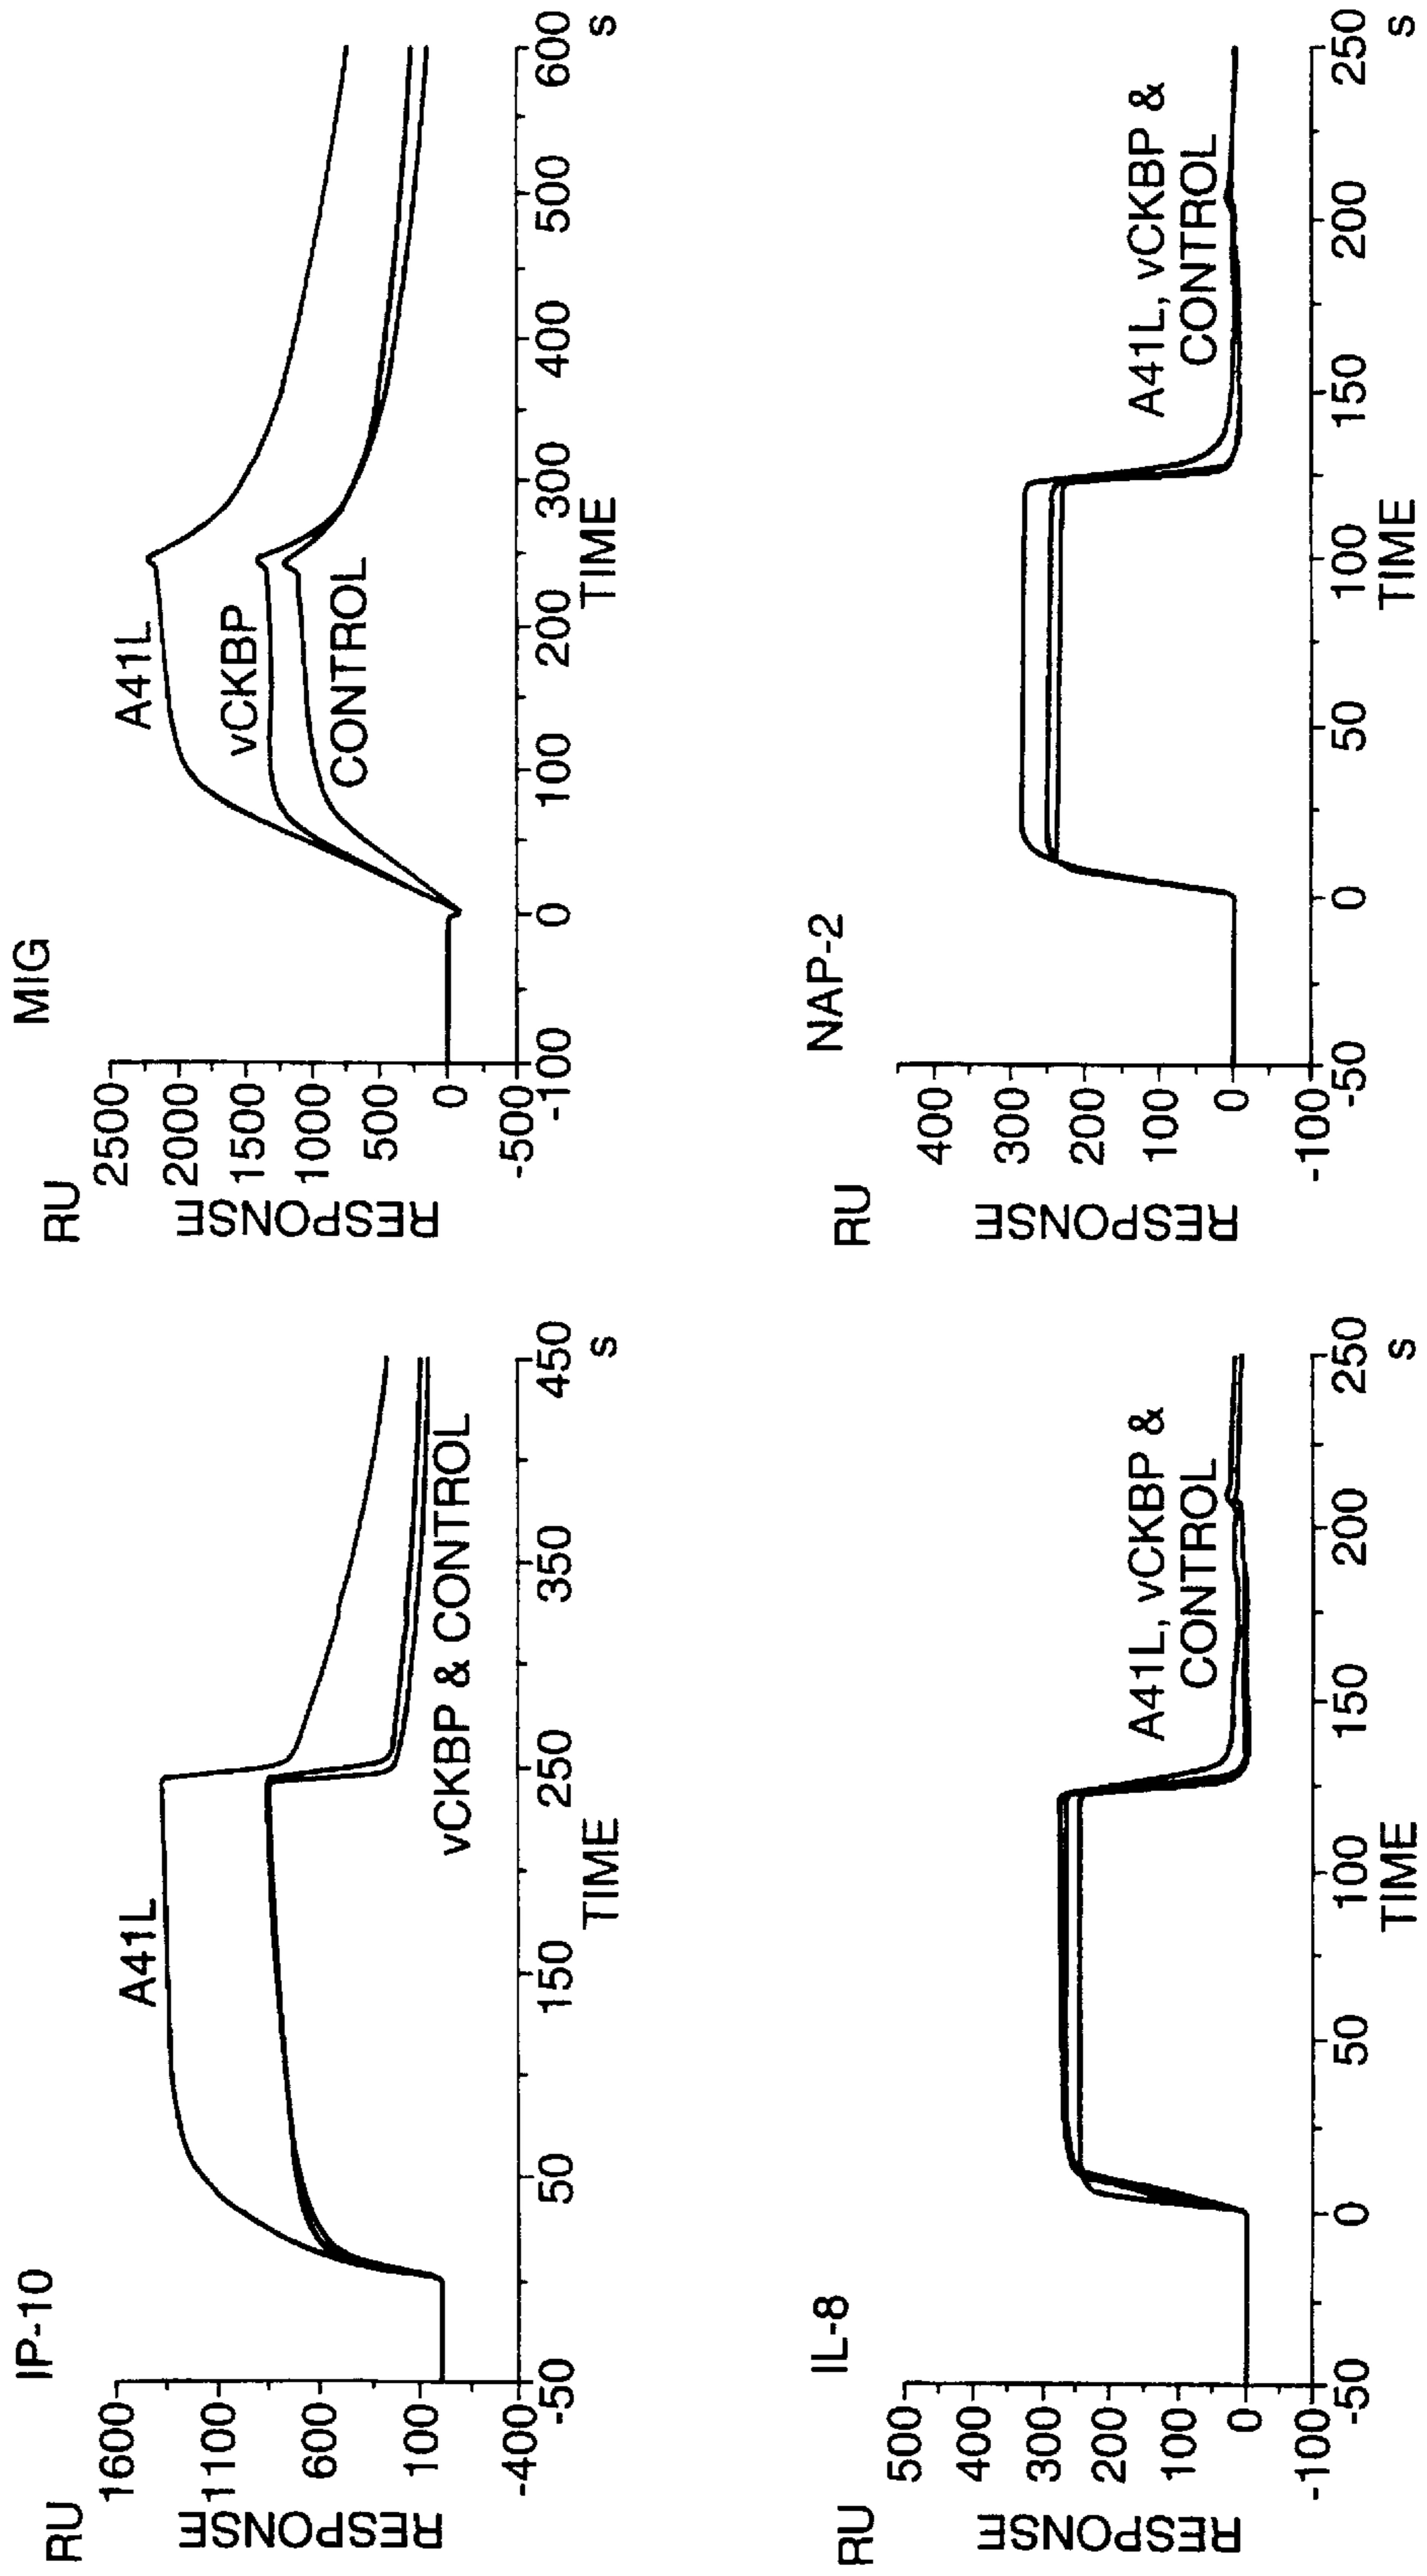 IP-10
RU
RESPONSE
1600
1100
600
100
-400
A41L
vCKBP & CONTROL
-50
50
150
250
350
450
TIME
s
MIG
RU
RESPONSE
2500
2000
1500
1000
500
0
-500
A41L
vCKBP
CONTROL
-100
0
100
200
300
400
500
600
TIME
s
IL-8
RU
RESPONSE
500
400
300
200
100
0
-100
A41L, vCKBP &
CONTROL
-50
0
50
100
150
200
250
TIME
s
NAP-2
RU
RESPONSE
400
300
200
100
0
-100
A41L, vCKBP &
CONTROL
-50
0
50
100
150
200
250
TIME
s